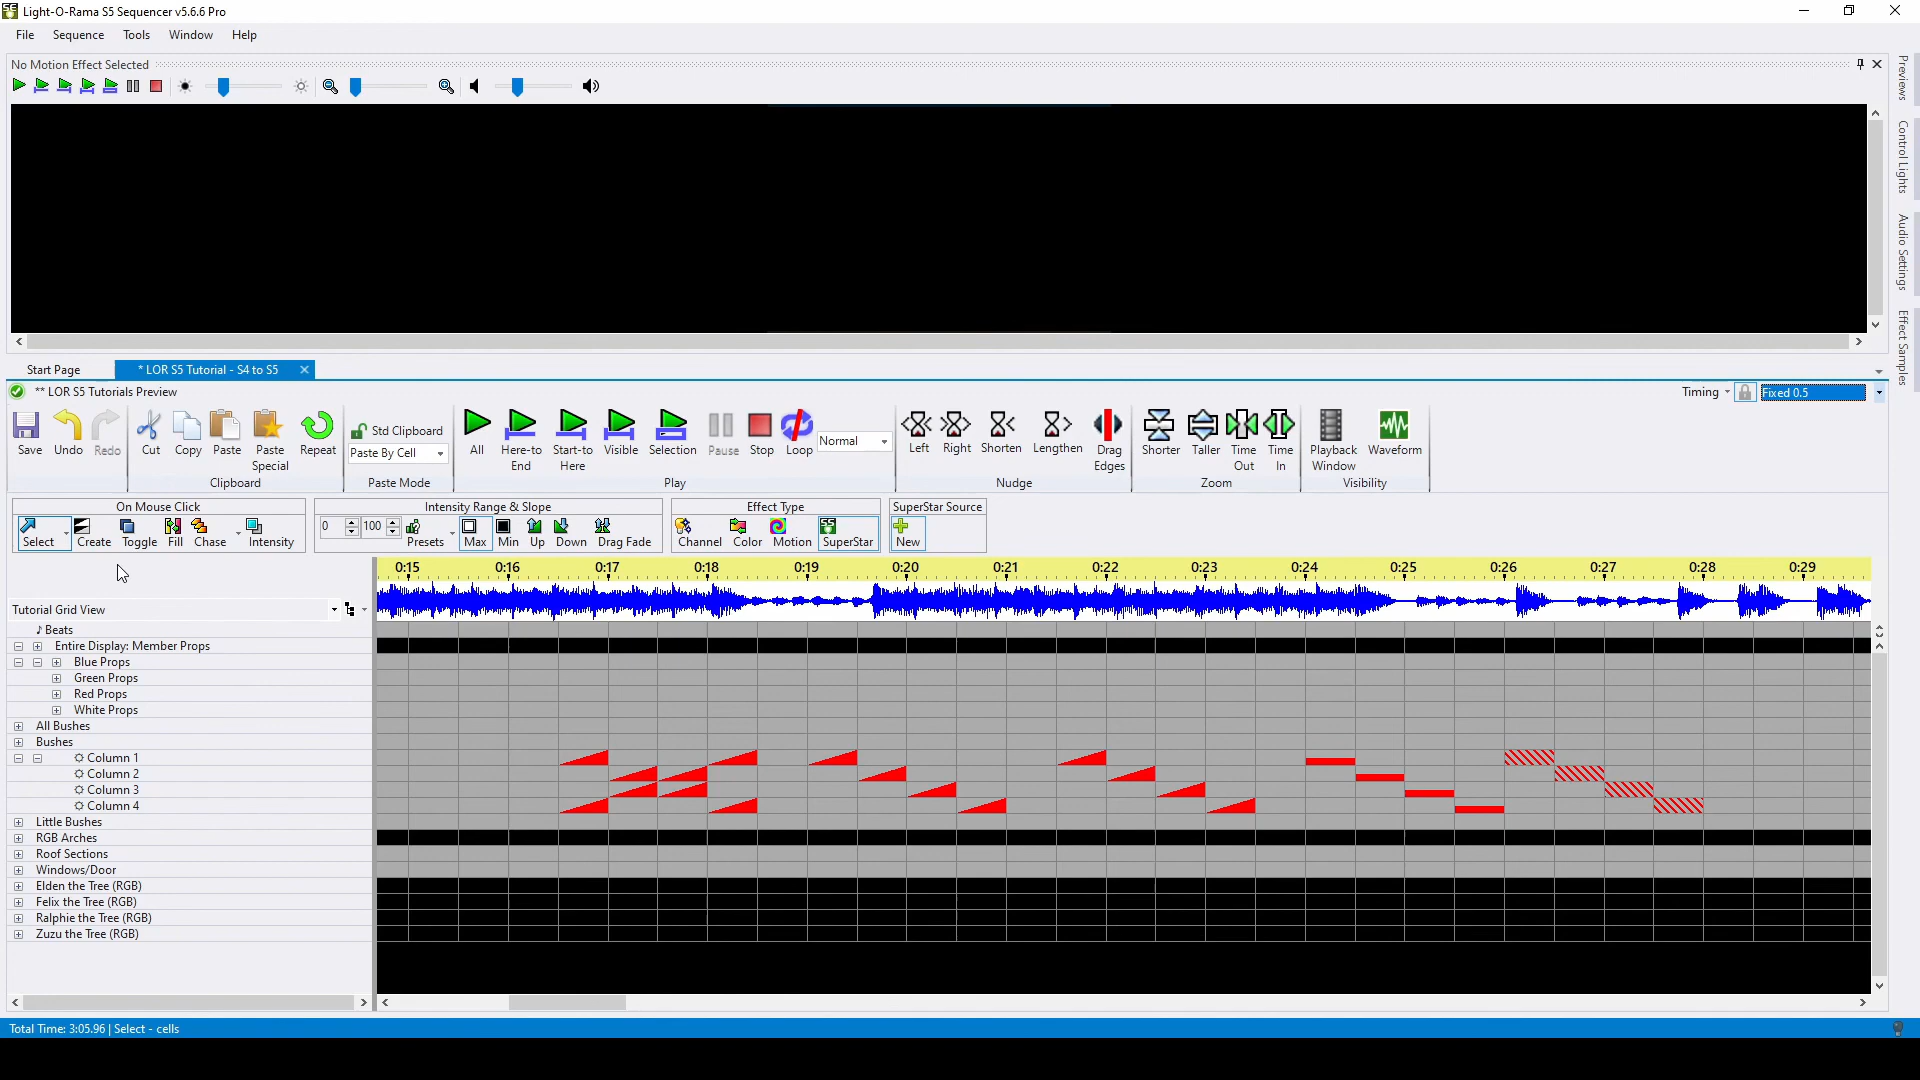 Light-O-Rama S5 Sequencer v5.6.6 Pro
File Sequence Tools Window Help
No Motion Effect Selected
Previews
Control Lights
Audio Settings
Effect Samples
Start Page * LOR S5 Tutorial - S4 to S5
** LOR S5 Tutorials Preview Timing Fixed 0.5
Save Undo Redo Cut Copy Paste Paste Special Repeat Std Clipboard Paste By Cell All Here-to End Start-to Here Visible Selection Pause Stop Loop Normal Left Right Shorten Lengthen Drag Edges Shorter Taller Time Out Time In Playback Window Waveform
Clipboard Paste Mode Play Nudge Zoom Visibility
On Mouse Click Intensity Range & Slope Effect Type SuperStar Source
0 100
Select Create Toggle Fill Chase Intensity Presets Max Min Up Down Drag Fade Channel Color Motion SuperStar New
0:15 0:16 0:17 0:18 0:19 0:20 0:21 0:22 0:23 0:24 0:25 0:26 0:27 0:28 0:29
Tutorial Grid View
Beats
Entire Display: Member Props
Blue Props
Green Props
Red Props
White Props
All Bushes
Bushes
Column 1
Column 2
Column 3
Column 4
Little Bushes
RGB Arches
Roof Sections
Windows/Door
Elden the Tree (RGB)
Felix the Tree (RGB)
Ralphie the Tree (RGB)
Zuzu the Tree (RGB)
Total Time: 3:05.96 | Select - cells